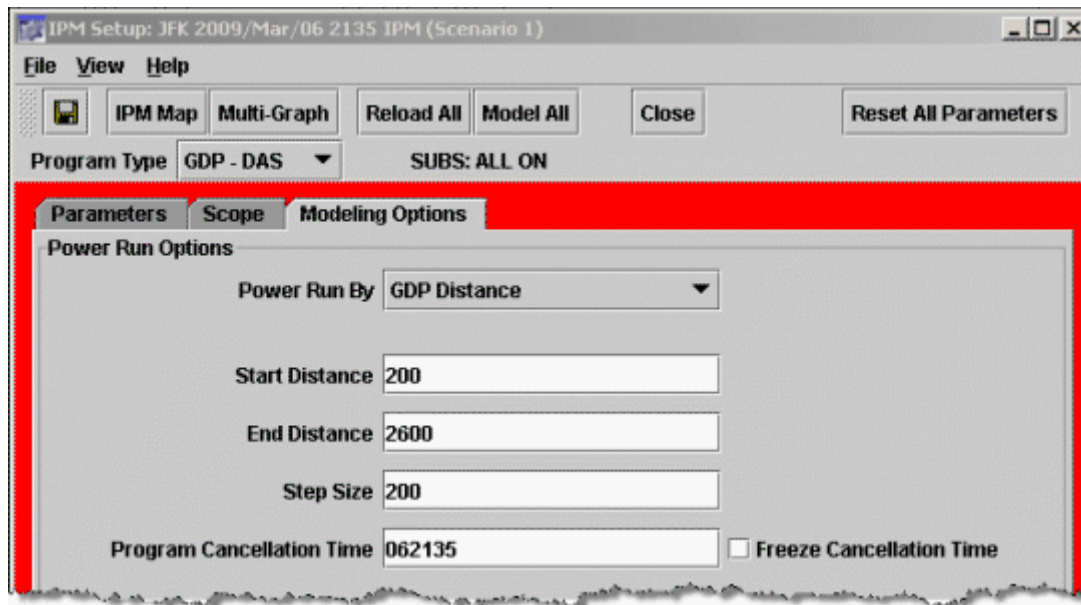 IPM Setup: JFK 2009/Mar/06 2135 IPM (Scenario 1)
File View Help
IPM Map Multi-Graph Reload All Model All Close Reset All Parameters
Program Type GDP - DAS SUBS: ALL ON
Parameters Scope Modeling Options
Power Run Options
Power Run By GDP Distance
Start Distance 200
End Distance 2600
Step Size 200
Program Cancellation Time 062135 Freeze Cancellation Time